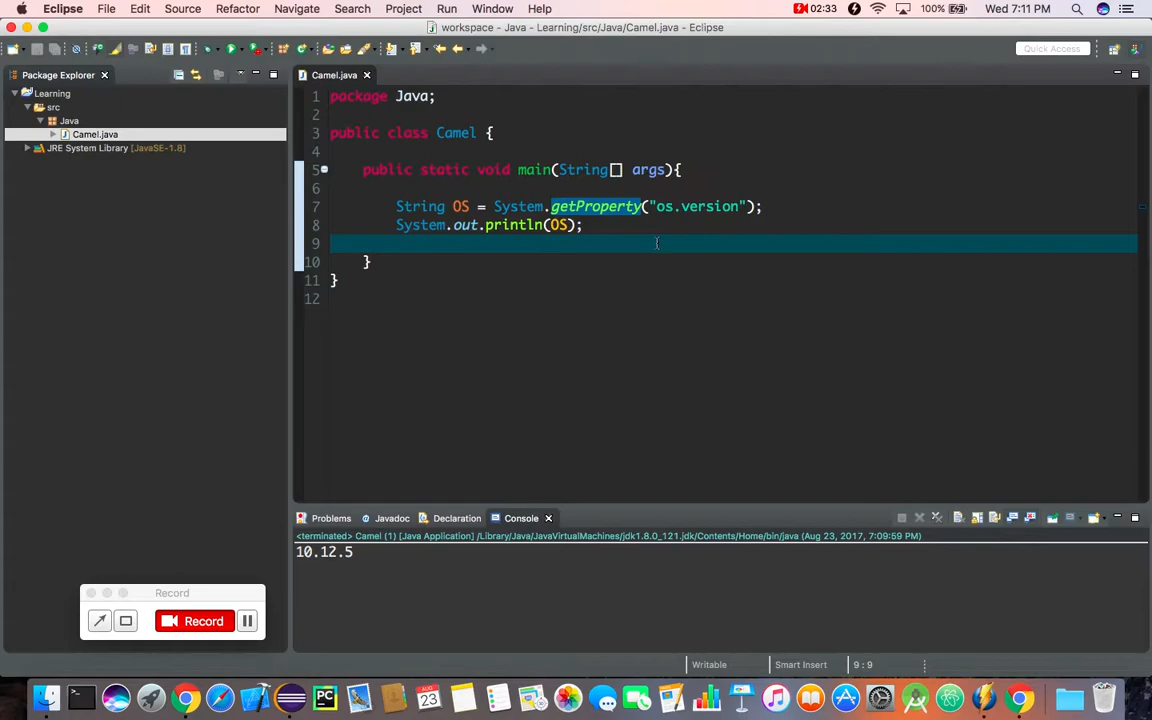 Eclipse File Edit Source Refactor Navigate Search Project Run Window Help 02:33 100% Wed 7:11 PM
workspace - Java - Learning/src/Java/Camel.java - Eclipse
Quick Access
Package Explorer
Learning
src
Java
Camel.java
JRE System Library [JavaSE-1.8]
Camel.java
1 package Java;
2
3 public class Camel {
4
5 public static void main(String[] args){
6
7 String OS = System.getProperty("os.version");
8 System.out.println(OS);
9
10 }
11 }
12
Problems Javadoc Declaration Console
<terminated> Camel (1) [Java Application] /Library/Java/JavaVirtualMachines/jdk1.8.0_121.jdk/Contents/Home/bin/java (Aug 23, 2017, 7:09:59 PM)
10.12.5
Record
Record
Writable Smart Insert 9 : 9
PC
AUG
23